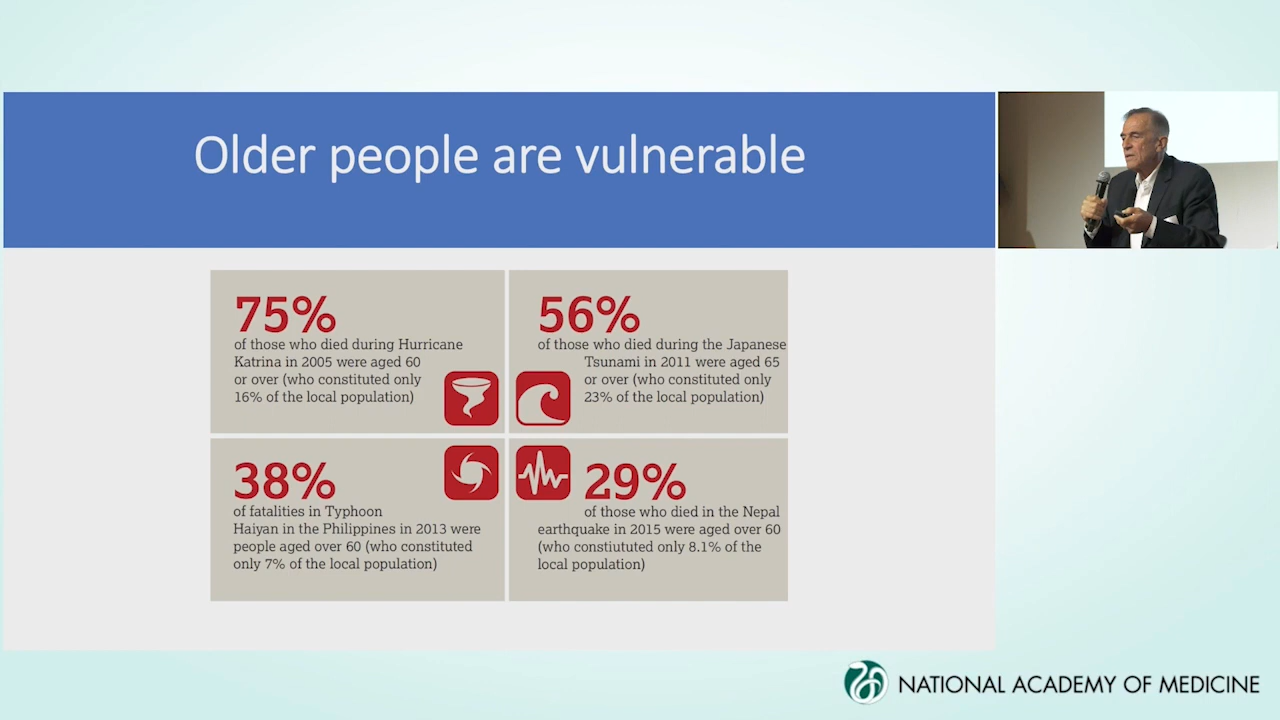 Older people are vulnerable
75%
of those who died during Hurricane
Katrina in 2005 were aged 60
or over (who constituted only
16% of the local population)
56%
of those who died during the Japanese
Tsunami in 2011 were aged 65
or over (who constituted only
23% of the local population)
38%
of fatalities in Typhoon
Haiyan in the Philippines in 2013 were
people aged over 60 (who constituted
only 7% of the local population)
29%
of those who died in the Nepal
earthquake in 2015 were aged over 60
(who constiututed only 8.1% of the
local population)
NATIONAL ACADEMY OF MEDICINE